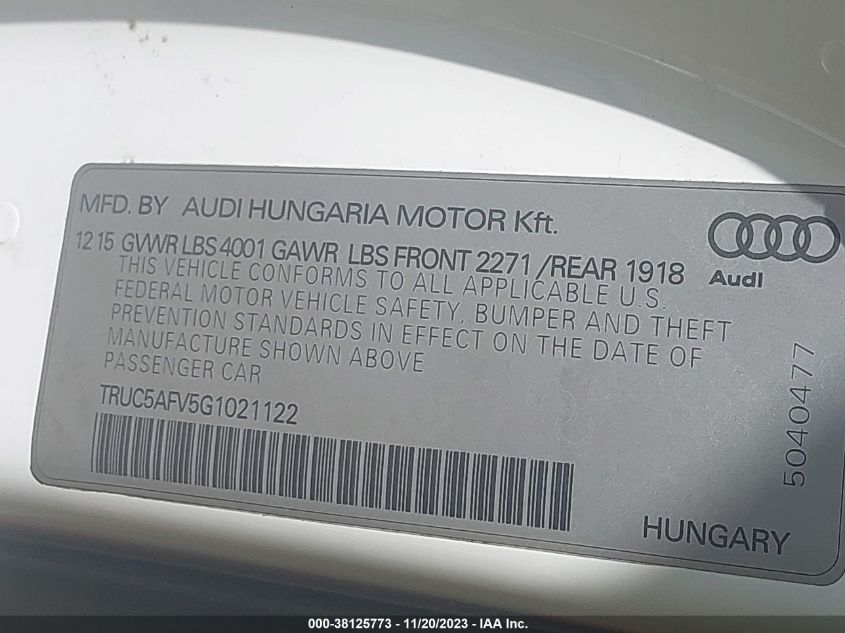 MFD. BY AUDI HUNGARIA MOTOR Kft.
12 15 GVWR LBS 4001 GAWR LBS FRONT 2271 /REAR 1918
THIS VEHICLE CONFORMS TO ALL APPLICABLE U.S.
FEDERAL MOTOR VEHICLE SAFETY, BUMPER AND THEFT
PREVENTION STANDARDS IN EFFECT ON THE DATE OF
MANUFACTURE SHOWN ABOVE
PASSENGER CAR
TRUC5AFV5G1021122
Audi
5040477
HUNGARY
000-38125773 - 11/20/2023 - IAA Inc.